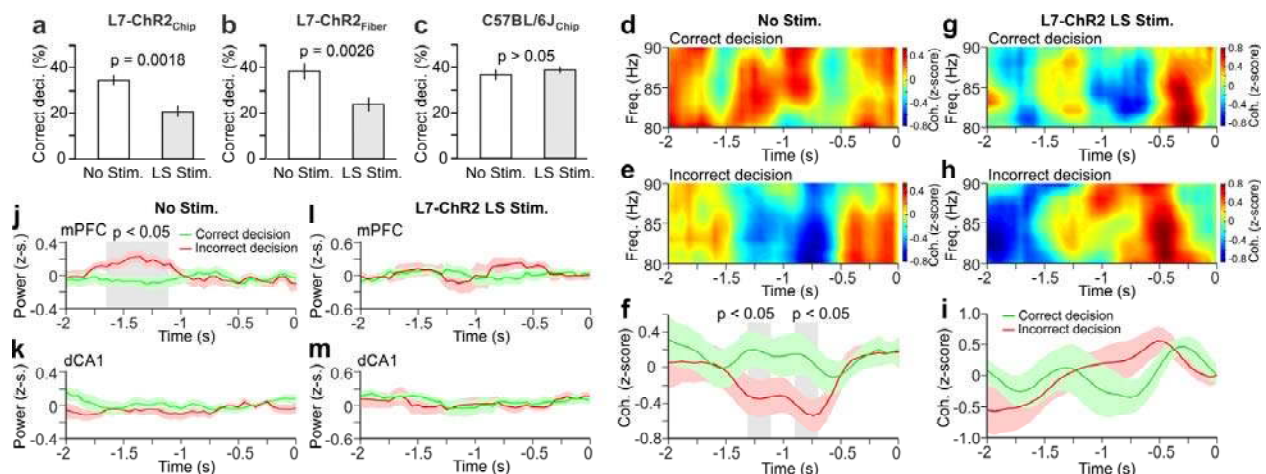 a L7-ChR2Chip
Correct deci. (%)
60
40
20
0
p = 0.0018
No Stim. LS Stim.
b L7-ChR2Fiber
Correct deci. (%)
60
40
20
0
p = 0.0026
No Stim. LS Stim.
c C57BL/6JChip
Correct deci. (%)
60
40
20
0
p > 0.05
No Stim. LS Stim.
d No Stim.
Correct decision
Freq. (Hz)
90
85
80
-2 -1.5 -1 -0.5 0
Time (s)
0.8
0.4
0
-0.4
-0.8
Coh. (z-score)
g L7-ChR2 LS Stim.
Correct decision
Freq. (Hz)
90
85
80
-2 -1.5 -1 -0.5 0
Time (s)
0.8
0.4
0
-0.4
-0.8
Coh. (z-score)
e Incorrect decision
Freq. (Hz)
90
85
80
-2 -1.5 -1 -0.5 0
Time (s)
0.8
0.4
0
-0.4
-0.8
Coh. (z-score)
h Incorrect decision
Freq. (Hz)
90
85
80
-2 -1.5 -1 -0.5 0
Time (s)
0.8
0.4
0
-0.4
-0.8
Coh. (z-score)
j No Stim.
mPFC p < 0.05
Correct decision
Incorrect decision
Power (z-s.)
0.4
0
-0.4
-2 -1.5 -1 -0.5 0
Time (s)
l L7-ChR2 LS Stim.
mPFC
Power (z-s.)
0.6
0
-0.6
-2 -1.5 -1 -0.5 0
Time (s)
k dCA1
Power (z-s.)
0.4
0
-0.4
-2 -1.5 -1 -0.5 0
Time (s)
m dCA1
Power (z-s.)
0.6
0
-0.6
-2 -1.5 -1 -0.5 0
Time (s)
f p < 0.05 p < 0.05
Coh. (z-score)
0.4
0
-0.4
-0.8
-2 -1.5 -1 -0.5 0
Time (s)
i
Correct decision
Incorrect decision
Coh. (z-score)
1.0
0.5
0
-0.5
-1.0
-2 -1.5 -1 -0.5 0
Time (s)